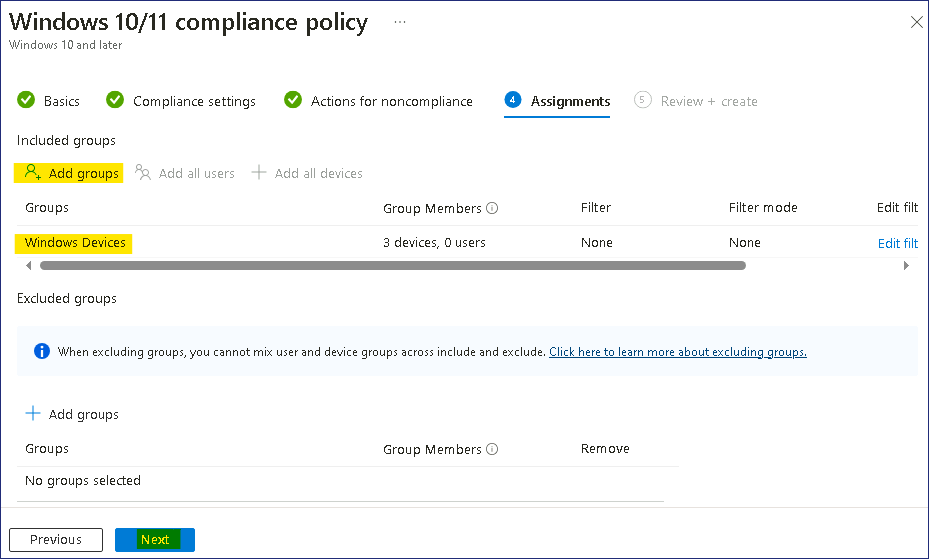 Windows 10/11 compliance policy ...
Windows 10 and later
Basics Compliance settings Actions for noncompliance 4 Assignments 5 Review + create
Included groups
Add groups Add all users Add all devices
Groups Group Members Filter Filter mode Edit filt
Windows Devices 3 devices, 0 users None None Edit filt
Excluded groups
When excluding groups, you cannot mix user and device groups across include and exclude. Click here to learn more about excluding groups.
Add groups
Groups Group Members Remove
No groups selected
Previous Next